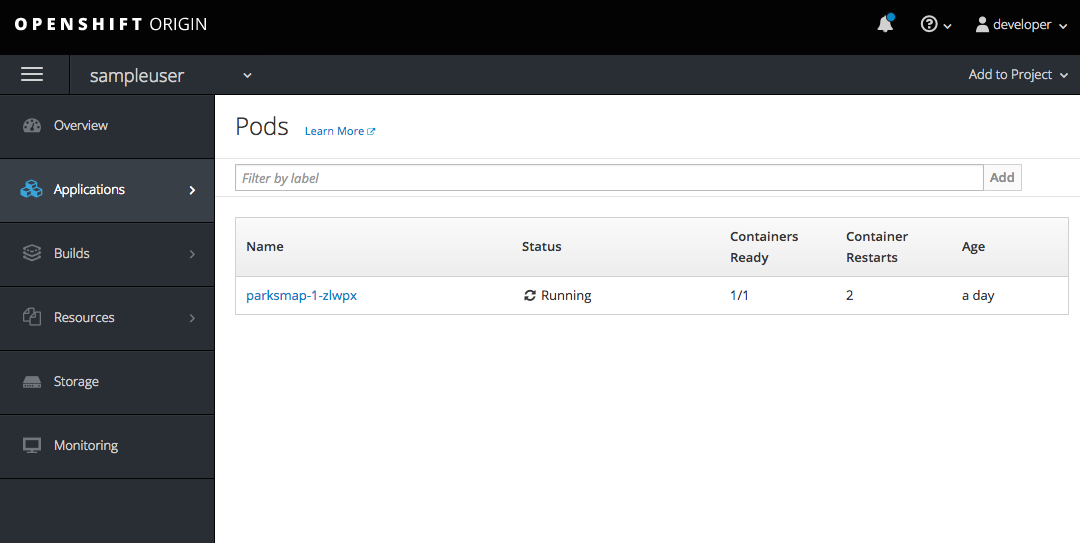 OPENSHIFT ORIGIN
developer
sampleuser
Add to Project
Overview
Applications
Builds
Resources
Storage
Monitoring
Pods Learn More
Filter by label Add
Name Status Containers Ready Container Restarts Age
parksmap-1-zlwpx Running 1/1 2 a day